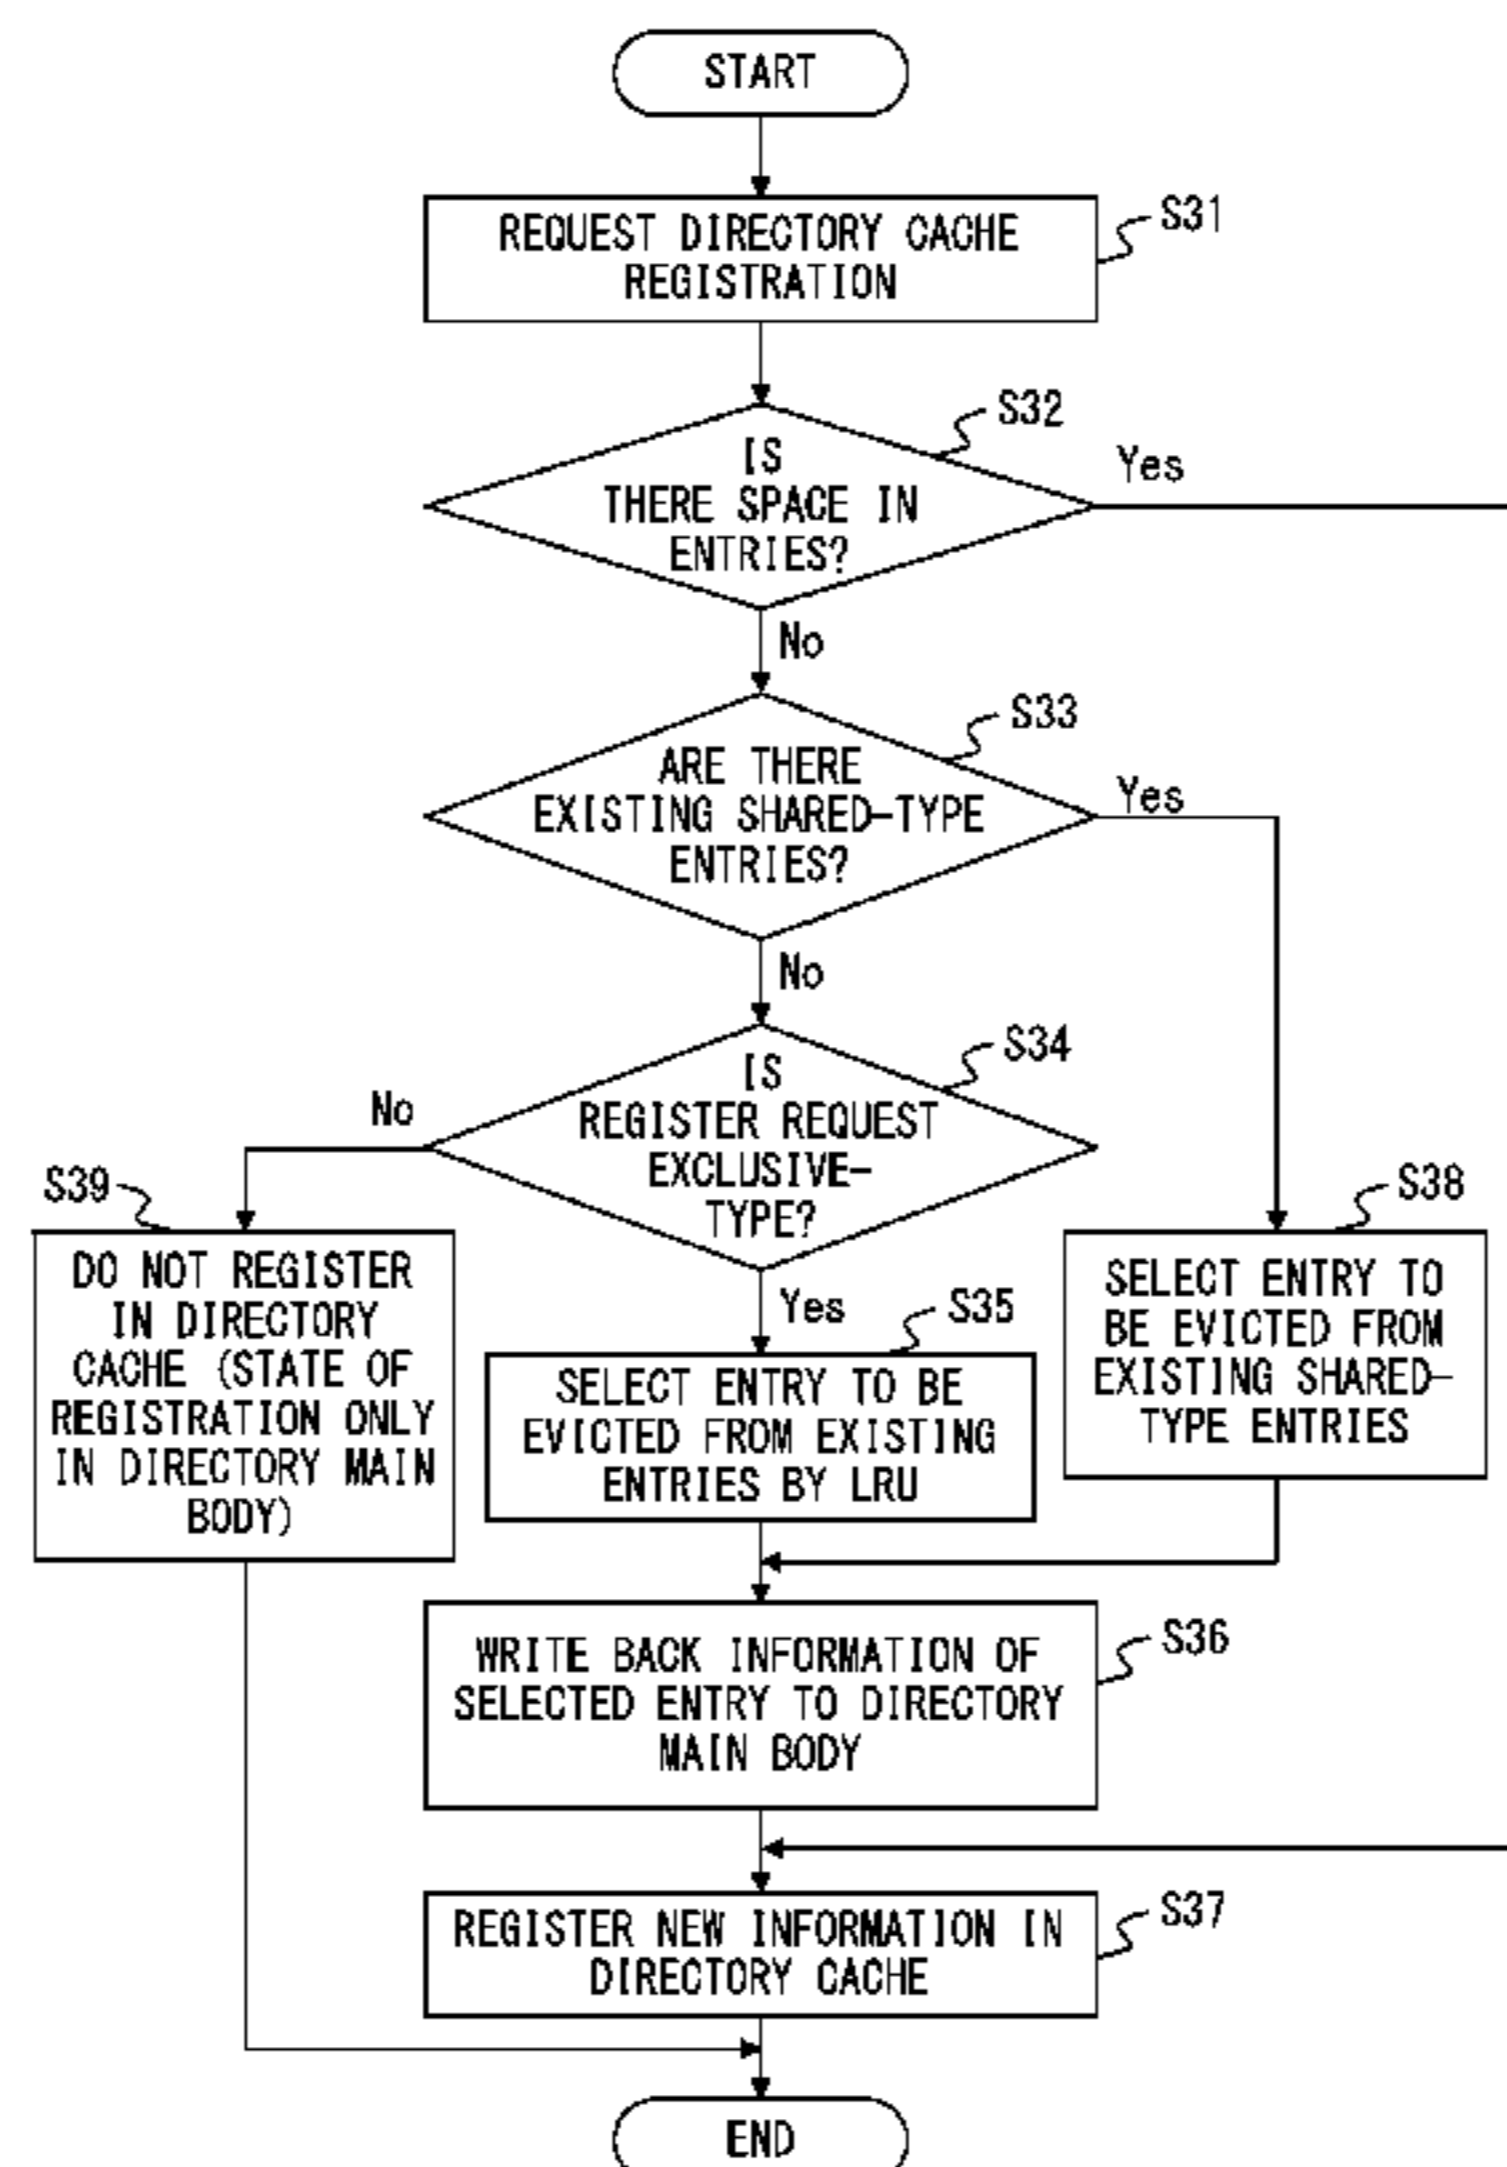 START
REQUEST DIRECTORY CACHE
REGISTRATION
S31
IS
THERE SPACE IN
ENTRIES?
S32
Yes
No
ARE THERE
EXISTING SHARED-TYPE
ENTRIES?
S33
Yes
No
IS
REGISTER REQUEST
EXCLUSIVE-
TYPE?
S34
No
Yes
S39
DO NOT REGISTER
IN DIRECTORY
CACHE (STATE OF
REGISTRATION ONLY
IN DIRECTORY MAIN
BODY)
S35
SELECT ENTRY TO BE
EVICTED FROM EXISTING
ENTRIES BY LRU
S38
SELECT ENTRY TO
BE EVICTED FROM
EXISTING SHARED-
TYPE ENTRIES
S36
WRITE BACK INFORMATION OF
SELECTED ENTRY TO DIRECTORY
MAIN BODY
S37
REGISTER NEW INFORMATION IN
DIRECTORY CACHE
END